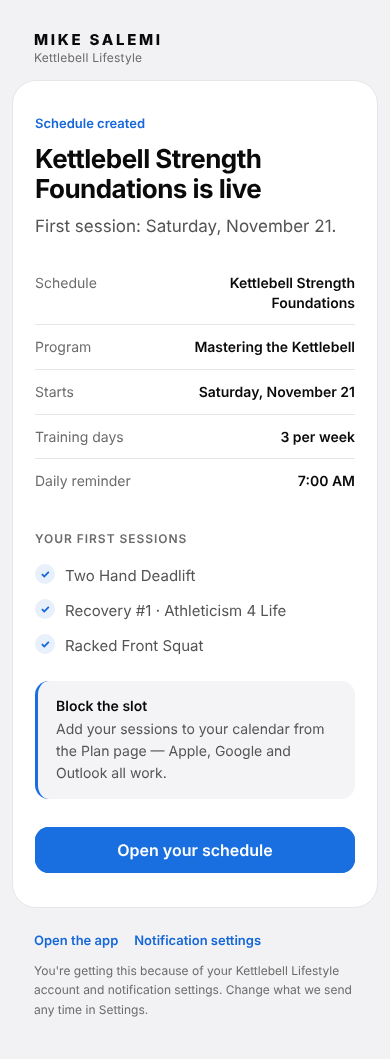 MIKE SALEMI
Kettlebell Lifestyle
Schedule created
Kettlebell Strength
Foundations is live
First session: Saturday, November 21.
Schedule Kettlebell Strength
Foundations
Program Mastering the Kettlebell
Starts Saturday, November 21
Training days 3 per week
Daily reminder 7:00 AM
YOUR FIRST SESSIONS
Two Hand Deadlift
Recovery #1 · Athleticism 4 Life
Racked Front Squat
Block the slot
Add your sessions to your calendar from
the Plan page — Apple, Google and
Outlook all work.
Open your schedule
Open the app Notification settings
You're getting this because of your Kettlebell Lifestyle
account and notification settings. Change what we send
any time in Settings.